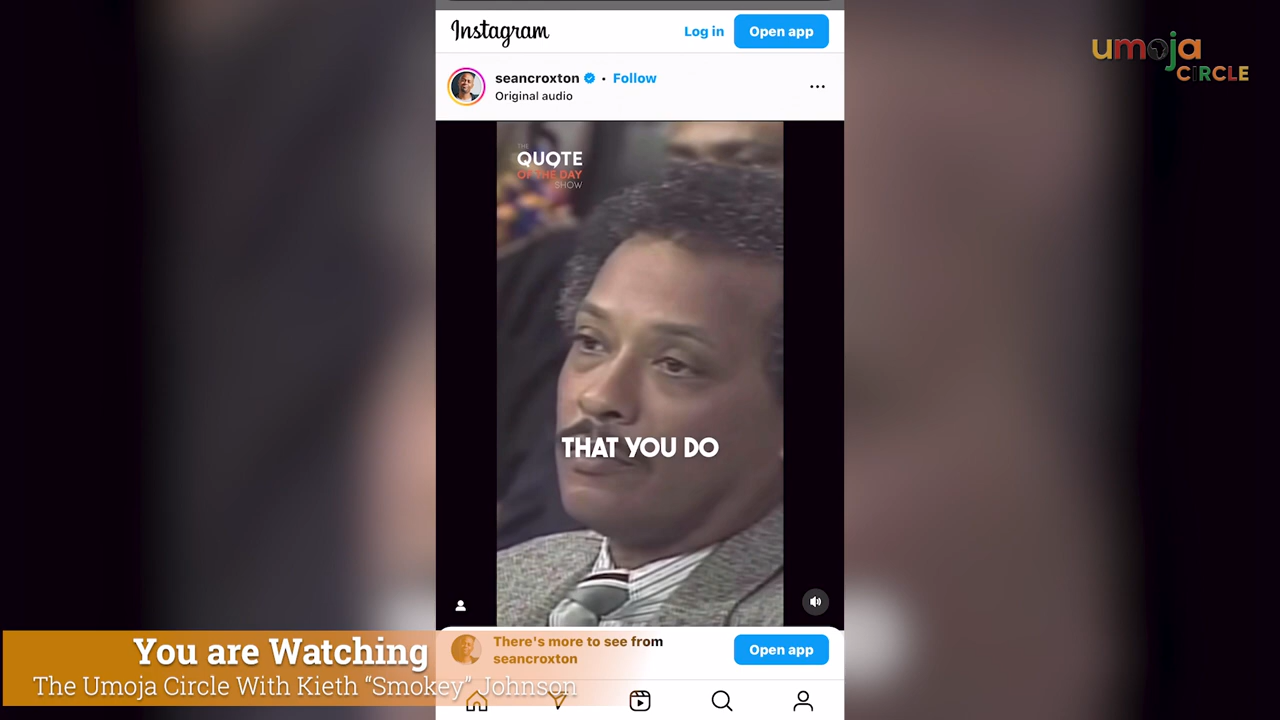 Instagram
Log in
Open app
umoja
CIRCLE
seancroxton • Follow
Original audio
THE
QUOTE
OF THE DAY
SHOW
THAT YOU DO
There's more to see from
seancroxton
Open app
You are Watching
The Umoja Circle With Kieth “Smokey” Johnson